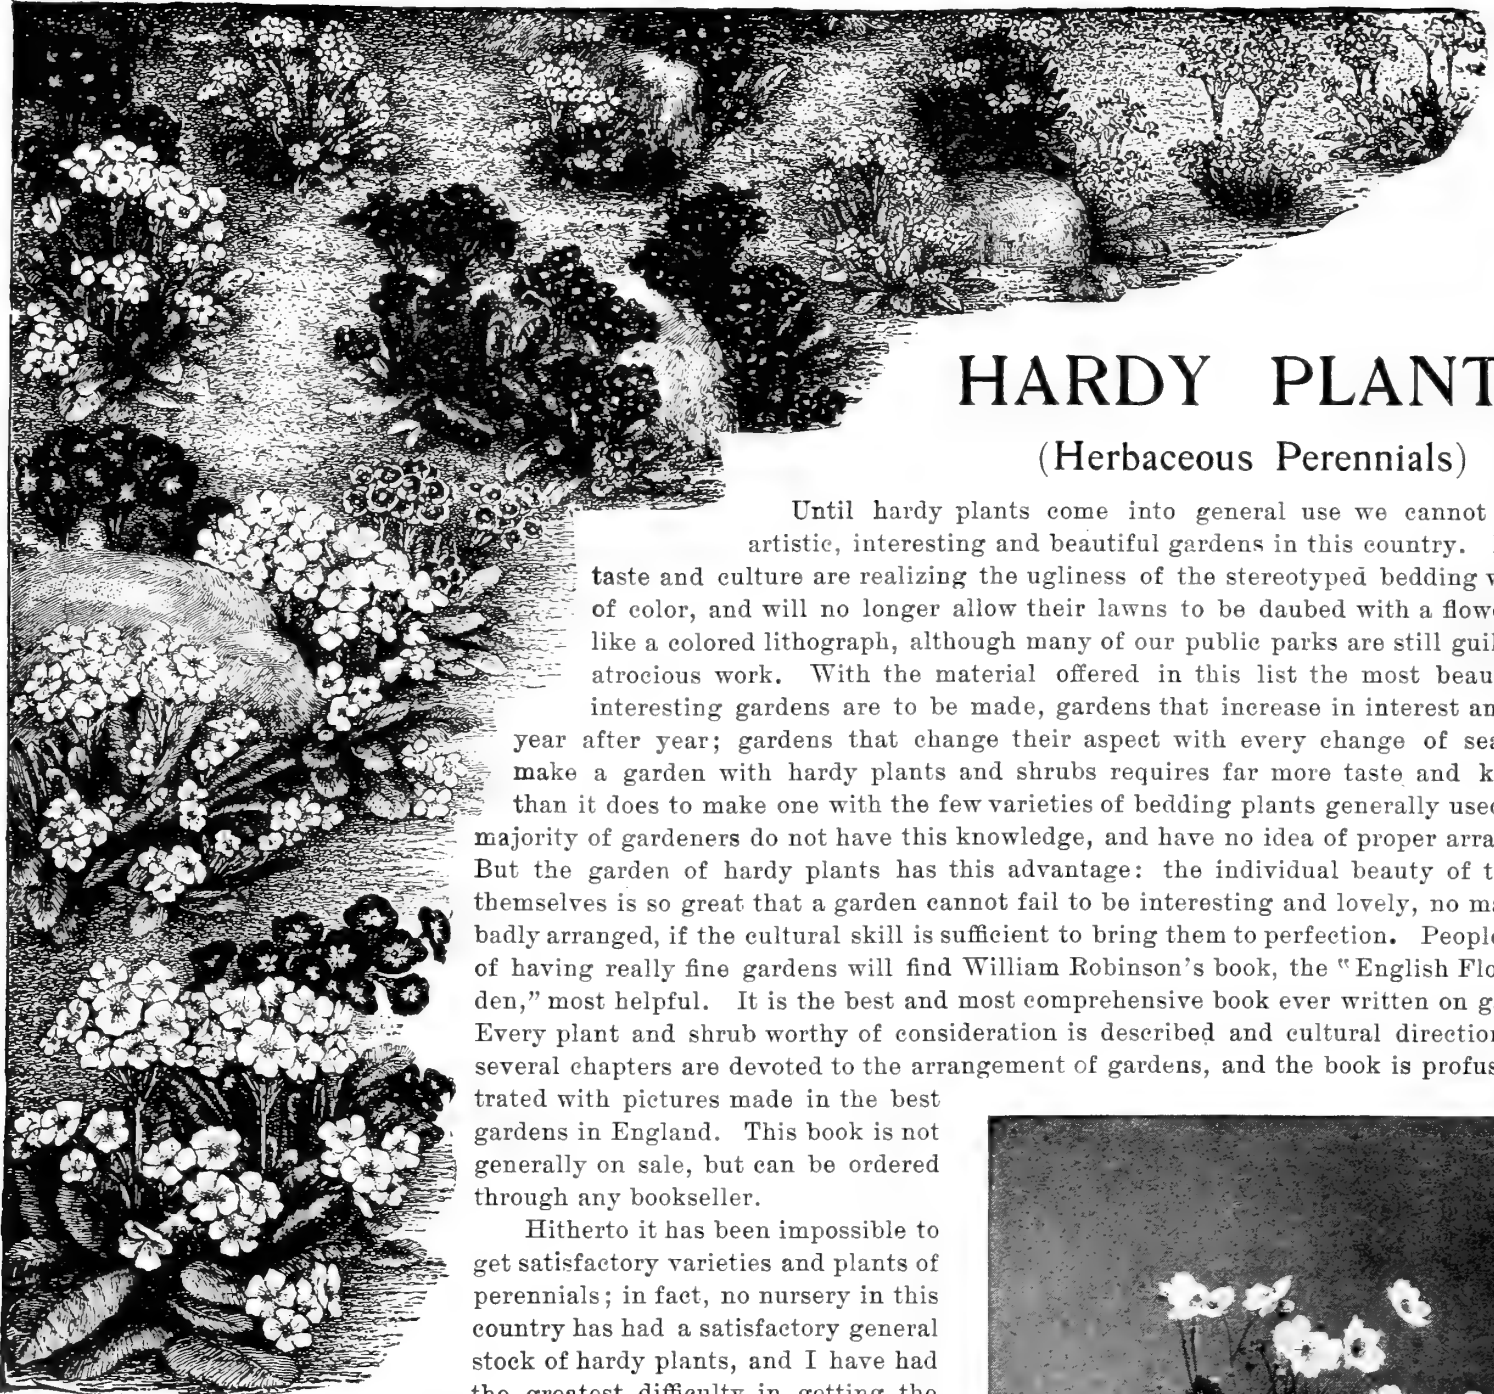 HARDY PLANT
(Herbaceous Perennials)
Until hardy plants come into general use we cannot
artistic, interesting and beautiful gardens in this country.
taste and culture are realizing the ugliness of the stereotyped bedding
of color, and will no longer allow their lawns to be daubed with a flow
like a colored lithograph, although many of our public parks are still guil
atrocious work. With the material offered in this list the most beau
interesting gardens are to be made, gardens that increase in interest an
year after year; gardens that change their aspect with every change of sea
make a garden with hardy plants and shrubs requires far more taste and k
than it does to make one with the few varieties of bedding plants generally used
majority of gardeners do not have this knowledge, and have no idea of proper arra
But the garden of hardy plants has this advantage: the individual beauty of t
themselves is so great that a garden cannot fail to be interesting and lovely, no ma
badly arranged, if the cultural skill is sufficient to bring them to perfection. People
of having really fine gardens will find William Robinson's book, the "English Flo
den," most helpful. It is the best and most comprehensive book ever written on g
Every plant and shrub worthy of consideration is described and cultural direction
several chapters are devoted to the arrangement of gardens, and the book is profus
trated with pictures made in the best
gardens in England. This book is not
generally on sale, but can be ordered
through any bookseller.
Hitherto it has been impossible to
get satisfactory varieties and plants of
perennials; in fact, no nursery in this
country has had a satisfactory general
stock of hardy plants, and I have had
the greatest difficulty in getting the